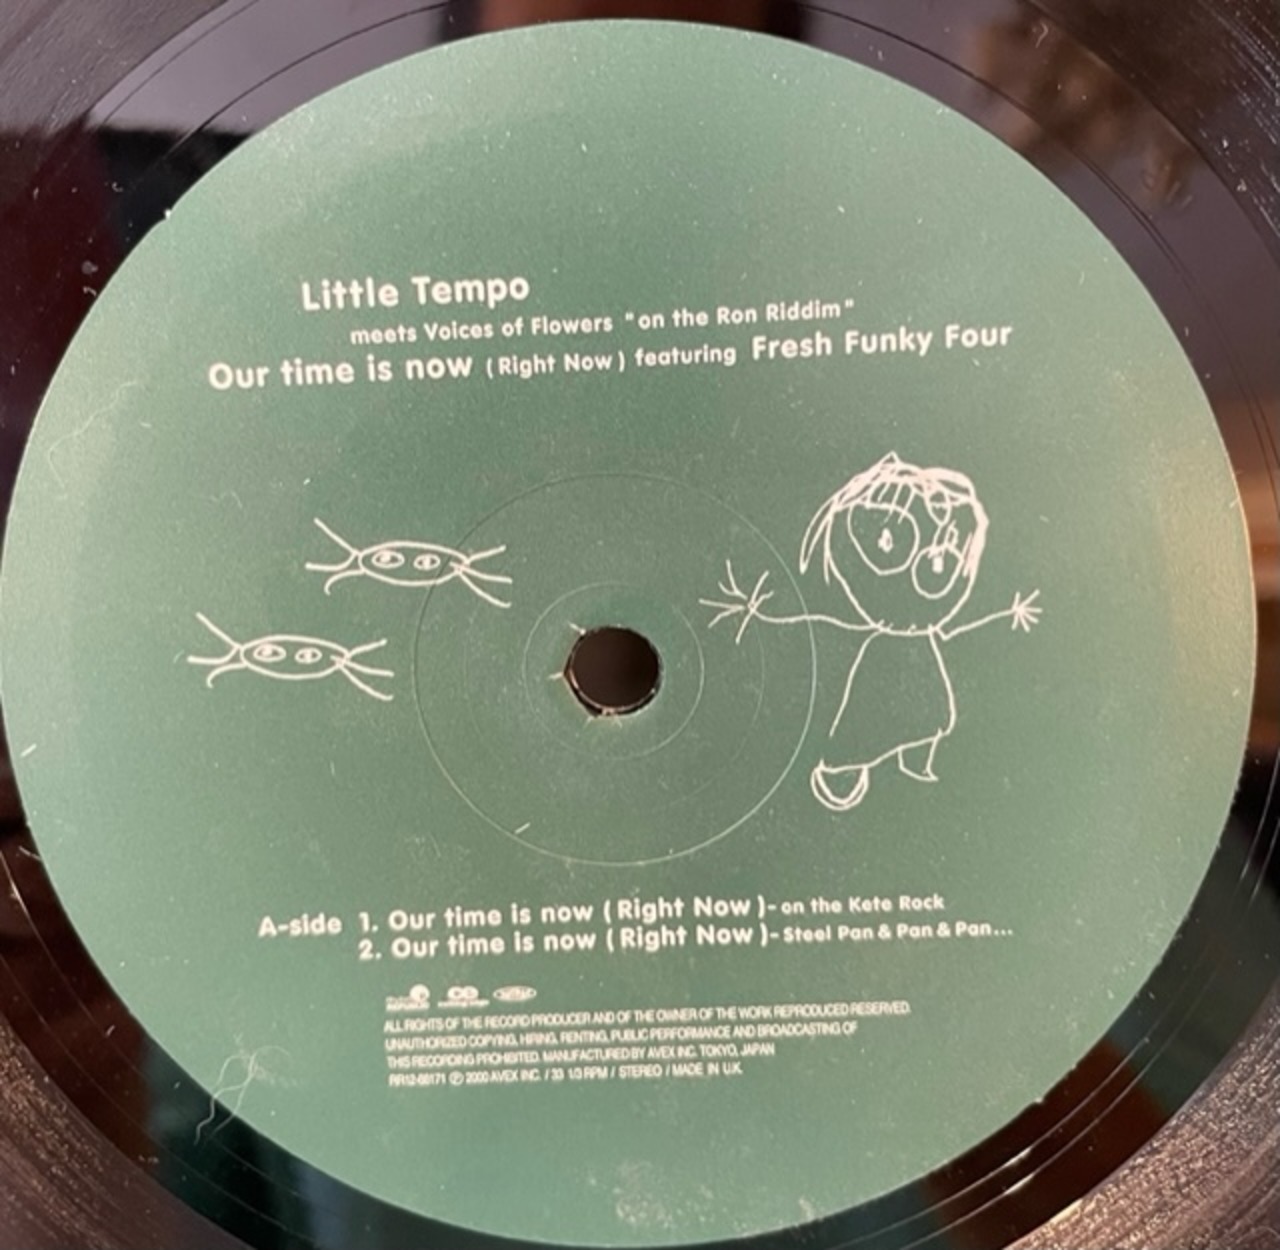 Little Tempo
meets Voices of Flowers "on the Ron Riddim"
Our time is now (Right Now) featuring Fresh Funky Four
A-side 1. Our time is now (Right Now)- on the Kete Rock
2. Our time is now (Right Now)- Steel Pan & Pan & Pan...
ALL RIGHTS OF THE RECORD PRODUCER AND OF THE OWNER OF THE WORK REPRODUCED RESERVED.
UNAUTHORIZED COPYING, HIRING, RENTING, PUBLIC PERFORMANCE AND BROADCASTING OF
THIS RECORDING PROHIBITED. MANUFACTURED BY AVEX INC. TOKYO, JAPAN
RR12-88171 ℗ 2000 AVEX INC. / 33 1/3 RPM / STEREO / MADE IN U.K.